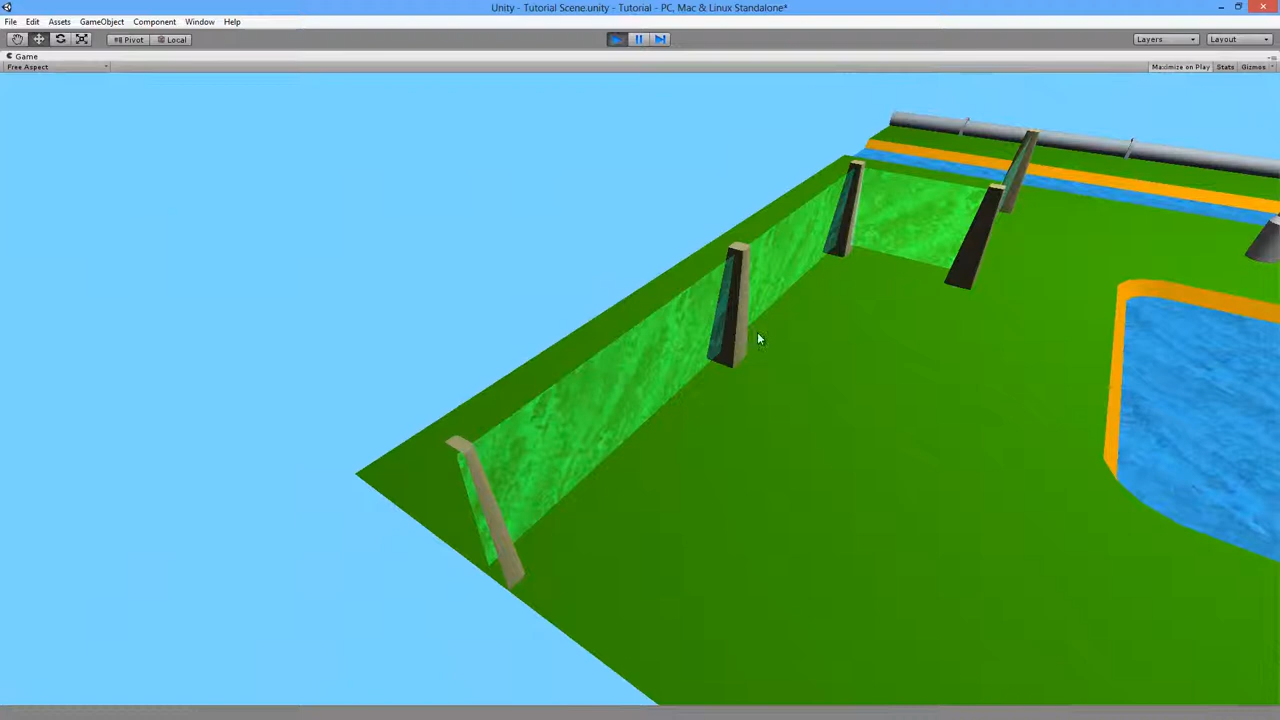 Unity - Tutorial Scene.unity - Tutorial - PC, Mac & Linux Standalone*
File Edit Assets GameObject Component Window Help
Pivot Local Layers Layout
Game
Free Aspect Maximize on Play Stats Gizmos